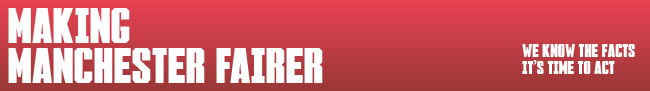 MAKING
MANCHESTER FAIRER
WE KNOW THE FACTS
IT'S TIME TO ACT